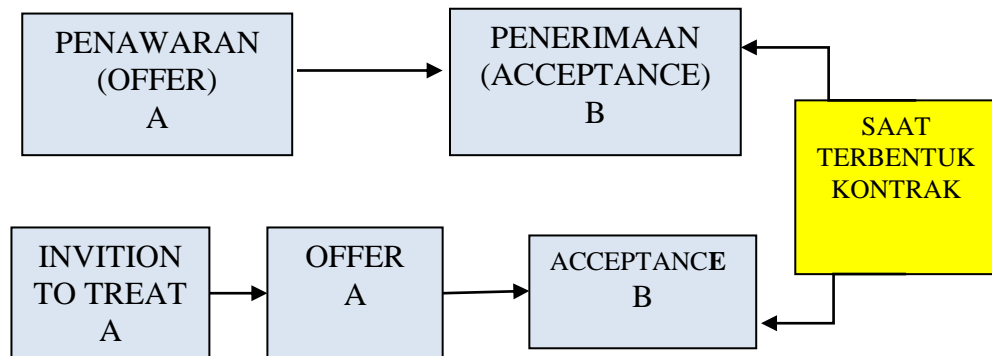 PENAWARAN
(OFFER)
A
PENERIMAAN
(ACCEPTANCE)
B
SAAT
TERBENTUK
KONTRAK
INVITION
TO TREAT
A
OFFER
A
ACCEPTANCE
B